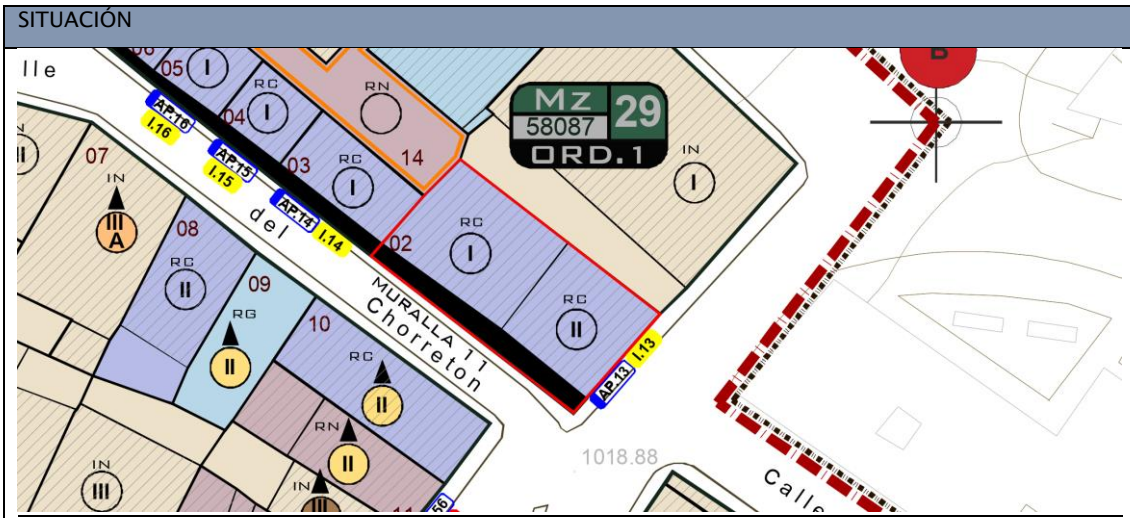 SITUACIÓN
lle
05
I
04
RC
I
03
RC
I
RN
14
Mz
58087
29
ORD.1
IN
I
B
AP.16
I.16
AP.15
I.15
AP.14
I.14
del
MURALLA 11
Chorreton
02
RC
I
RC
II
AP.13
I.13
07
IN
III
A
08
RC
II
09
RG
II
10
RC
II
RN
II
IN
III
IN
III
1018.88
Calle
56